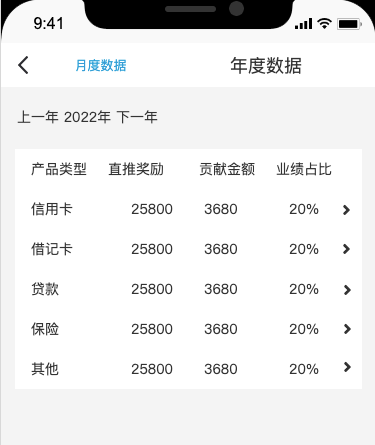 9:41
月度数据 年度数据
上一年 2022年 下一年
产品类型 直推奖励 贡献金额 业绩占比
信用卡 25800 3680 20%
借记卡 25800 3680 20%
贷款 25800 3680 20%
保险 25800 3680 20%
其他 25800 3680 20%